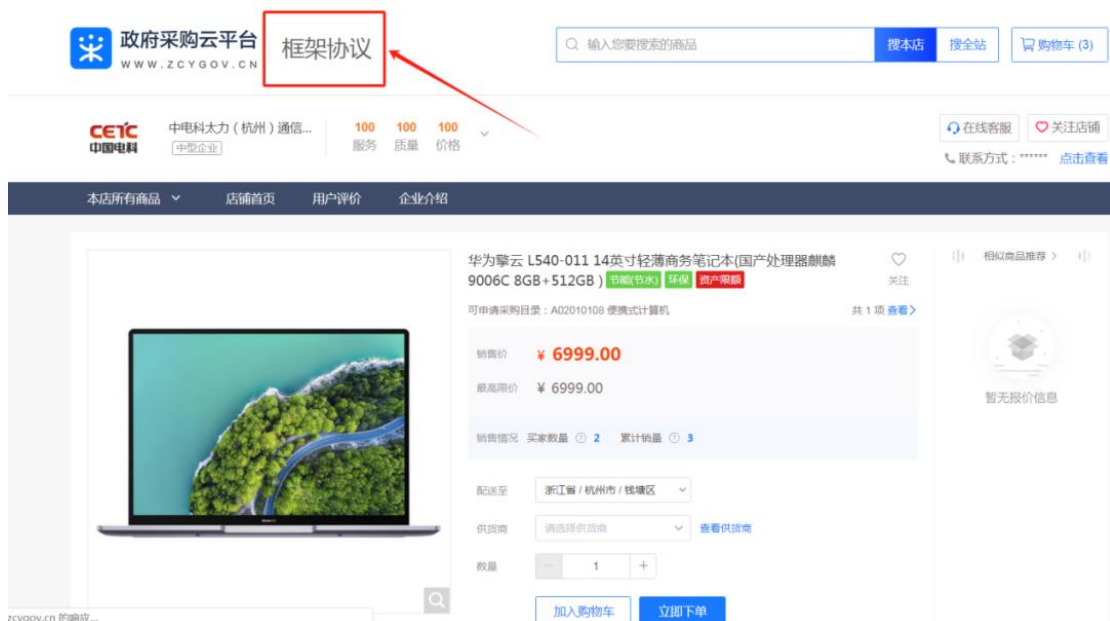 政府采购云平台
WWW.ZCYGOV.CN
框架协议
输入您要搜索的商品
搜本店
搜全站
购物车 (3)
CETC
中国电科
中电科太力（杭州）通信...
中型企业
100 100 100
服务 质量 价格
在线客服
关注店铺
联系方式：****** 点击查看
本店所有商品 店铺首页 用户评价 企业介绍
华为擎云 L540-011 14英寸轻薄商务笔记本(国产处理器麒麟
9006C 8GB+512GB ) 节能(节水) 环保 资产限额
关注
可申请采购目录：A02010108 便携式计算机
共 1 项 查看
销售价 ¥ 6999.00
最高限价 ¥ 6999.00
销售情况 买家数量 ? 2 累计销量 ? 3
配送至 浙江省 / 杭州市 / 钱塘区
供货商 请选择供货商 查看供货商
数量 − 1 +
加入购物车 立即下单
相似商品推荐
暂无报价信息
zcygov.cn 的响应...